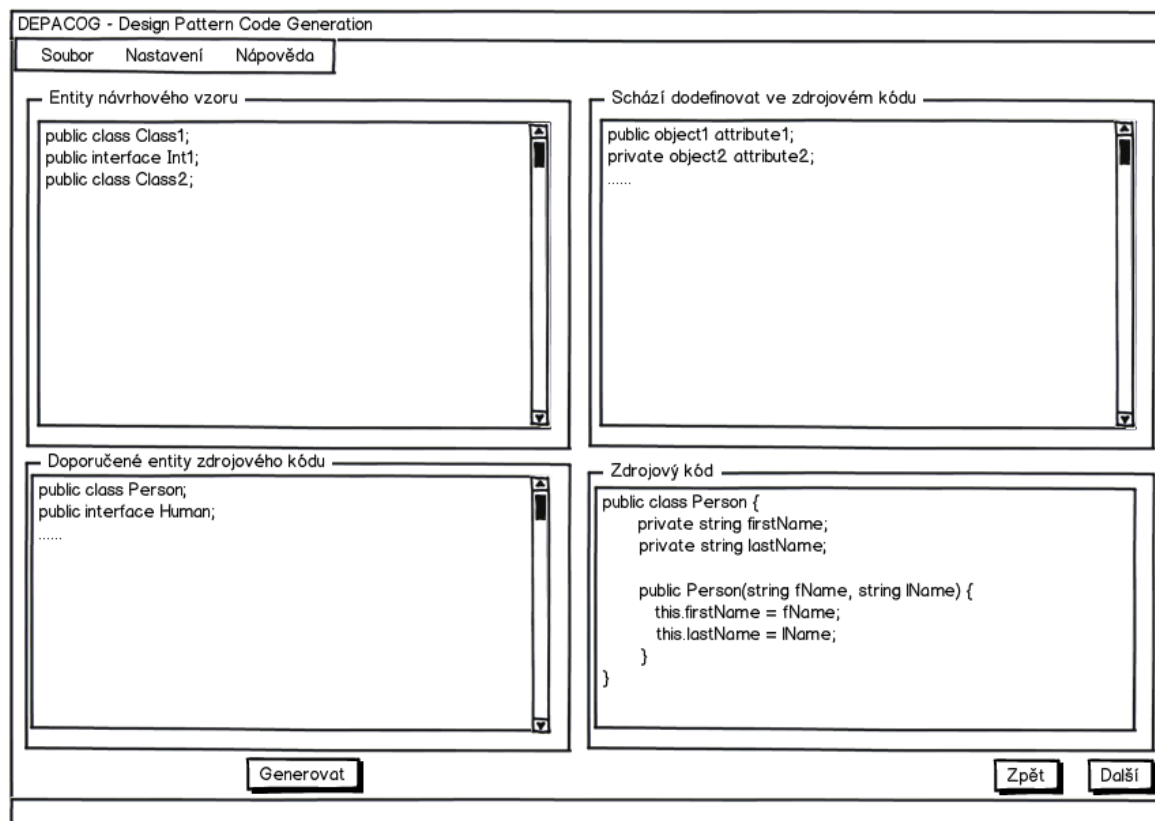 DEPACOG - Design Pattern Code Generation
Soubor Nastavení Nápověda
Entity návrhového vzoru
public class Class1;
public interface Int1;
public class Class2;
Schází dodefinovat ve zdrojovém kódu
public object1 attribute1;
private object2 attribute2;
......
Doporučené entity zdrojového kódu
public class Person;
public interface Human;
......
Zdrojový kód
public class Person {
private string firstName;
private string lastName;
public Person(string fName, string lName) {
this.firstName = fName;
this.lastName = lName;
}
}
Generovat
Zpět
Další